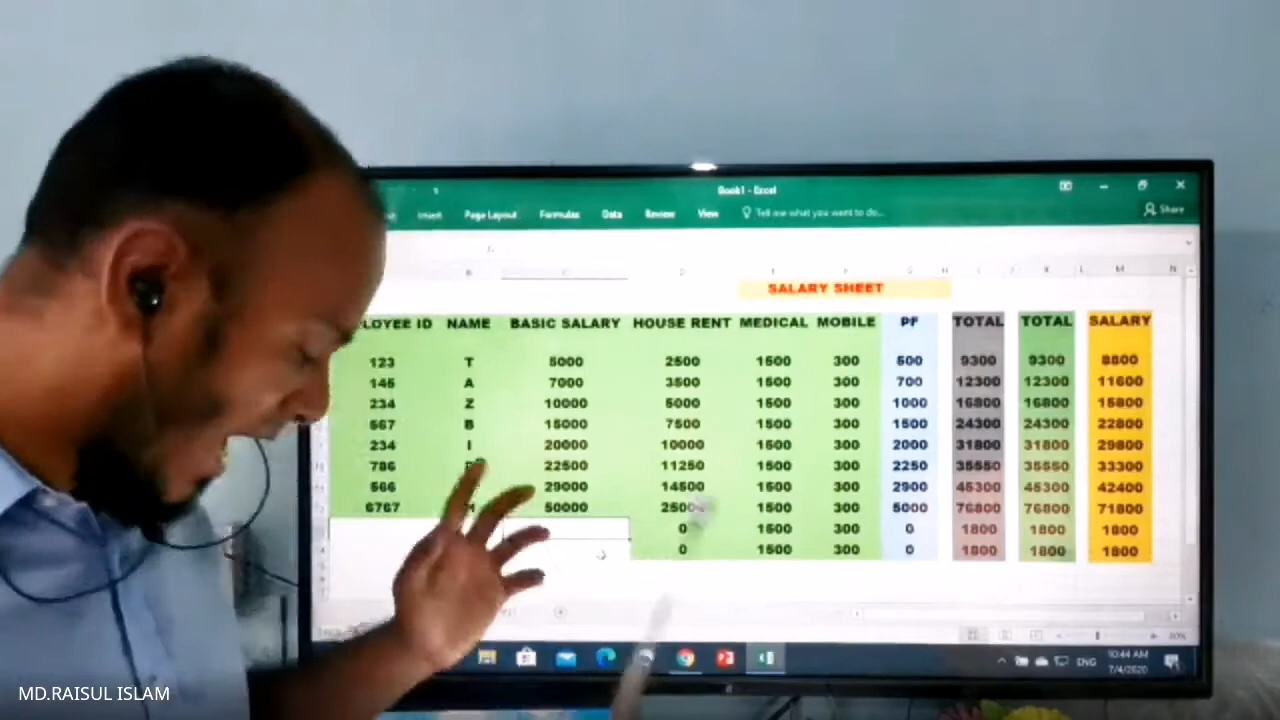 Book1 - Excel
Insert Page Layout Formulas Data Review View Tell me what you want to do... Share
SALARY SHEET
LOYEE ID NAME BASIC SALARY HOUSE RENT MEDICAL MOBILE PF TOTAL TOTAL SALARY
123 T 5000 2500 1500 300 500 9300 9300 8800
145 A 7000 3500 1500 300 700 12300 12300 11600
234 Z 10000 5000 1500 300 1000 16800 16800 15800
567 B 15000 7500 1500 300 1500 24300 24300 22800
234 I 20000 10000 1500 300 2000 31800 31800 29800
786 22500 11250 1500 300 2250 35550 35550 33300
566 29000 14500 1500 300 2900 45300 45300 42400
6767 50000 2500 1500 300 5000 76800 76800 71800
0 1500 300 0 1800 1800 1800
0 1500 300 0 1800 1800 1800
ENG 10:44 AM
7/4/2020
MD.RAISUL ISLAM